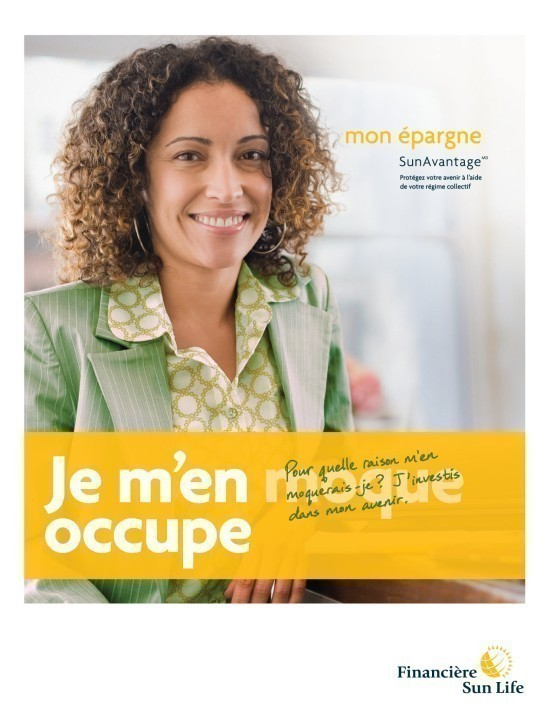 mon épargne
SunAvantage MD
Protégez votre avenir à l'aide
de votre régime collectif
Je m'en moque
occupe
Pour quelle raison m'en
moquerais-je? J'investis
dans mon avenir.
Financière
Sun Life